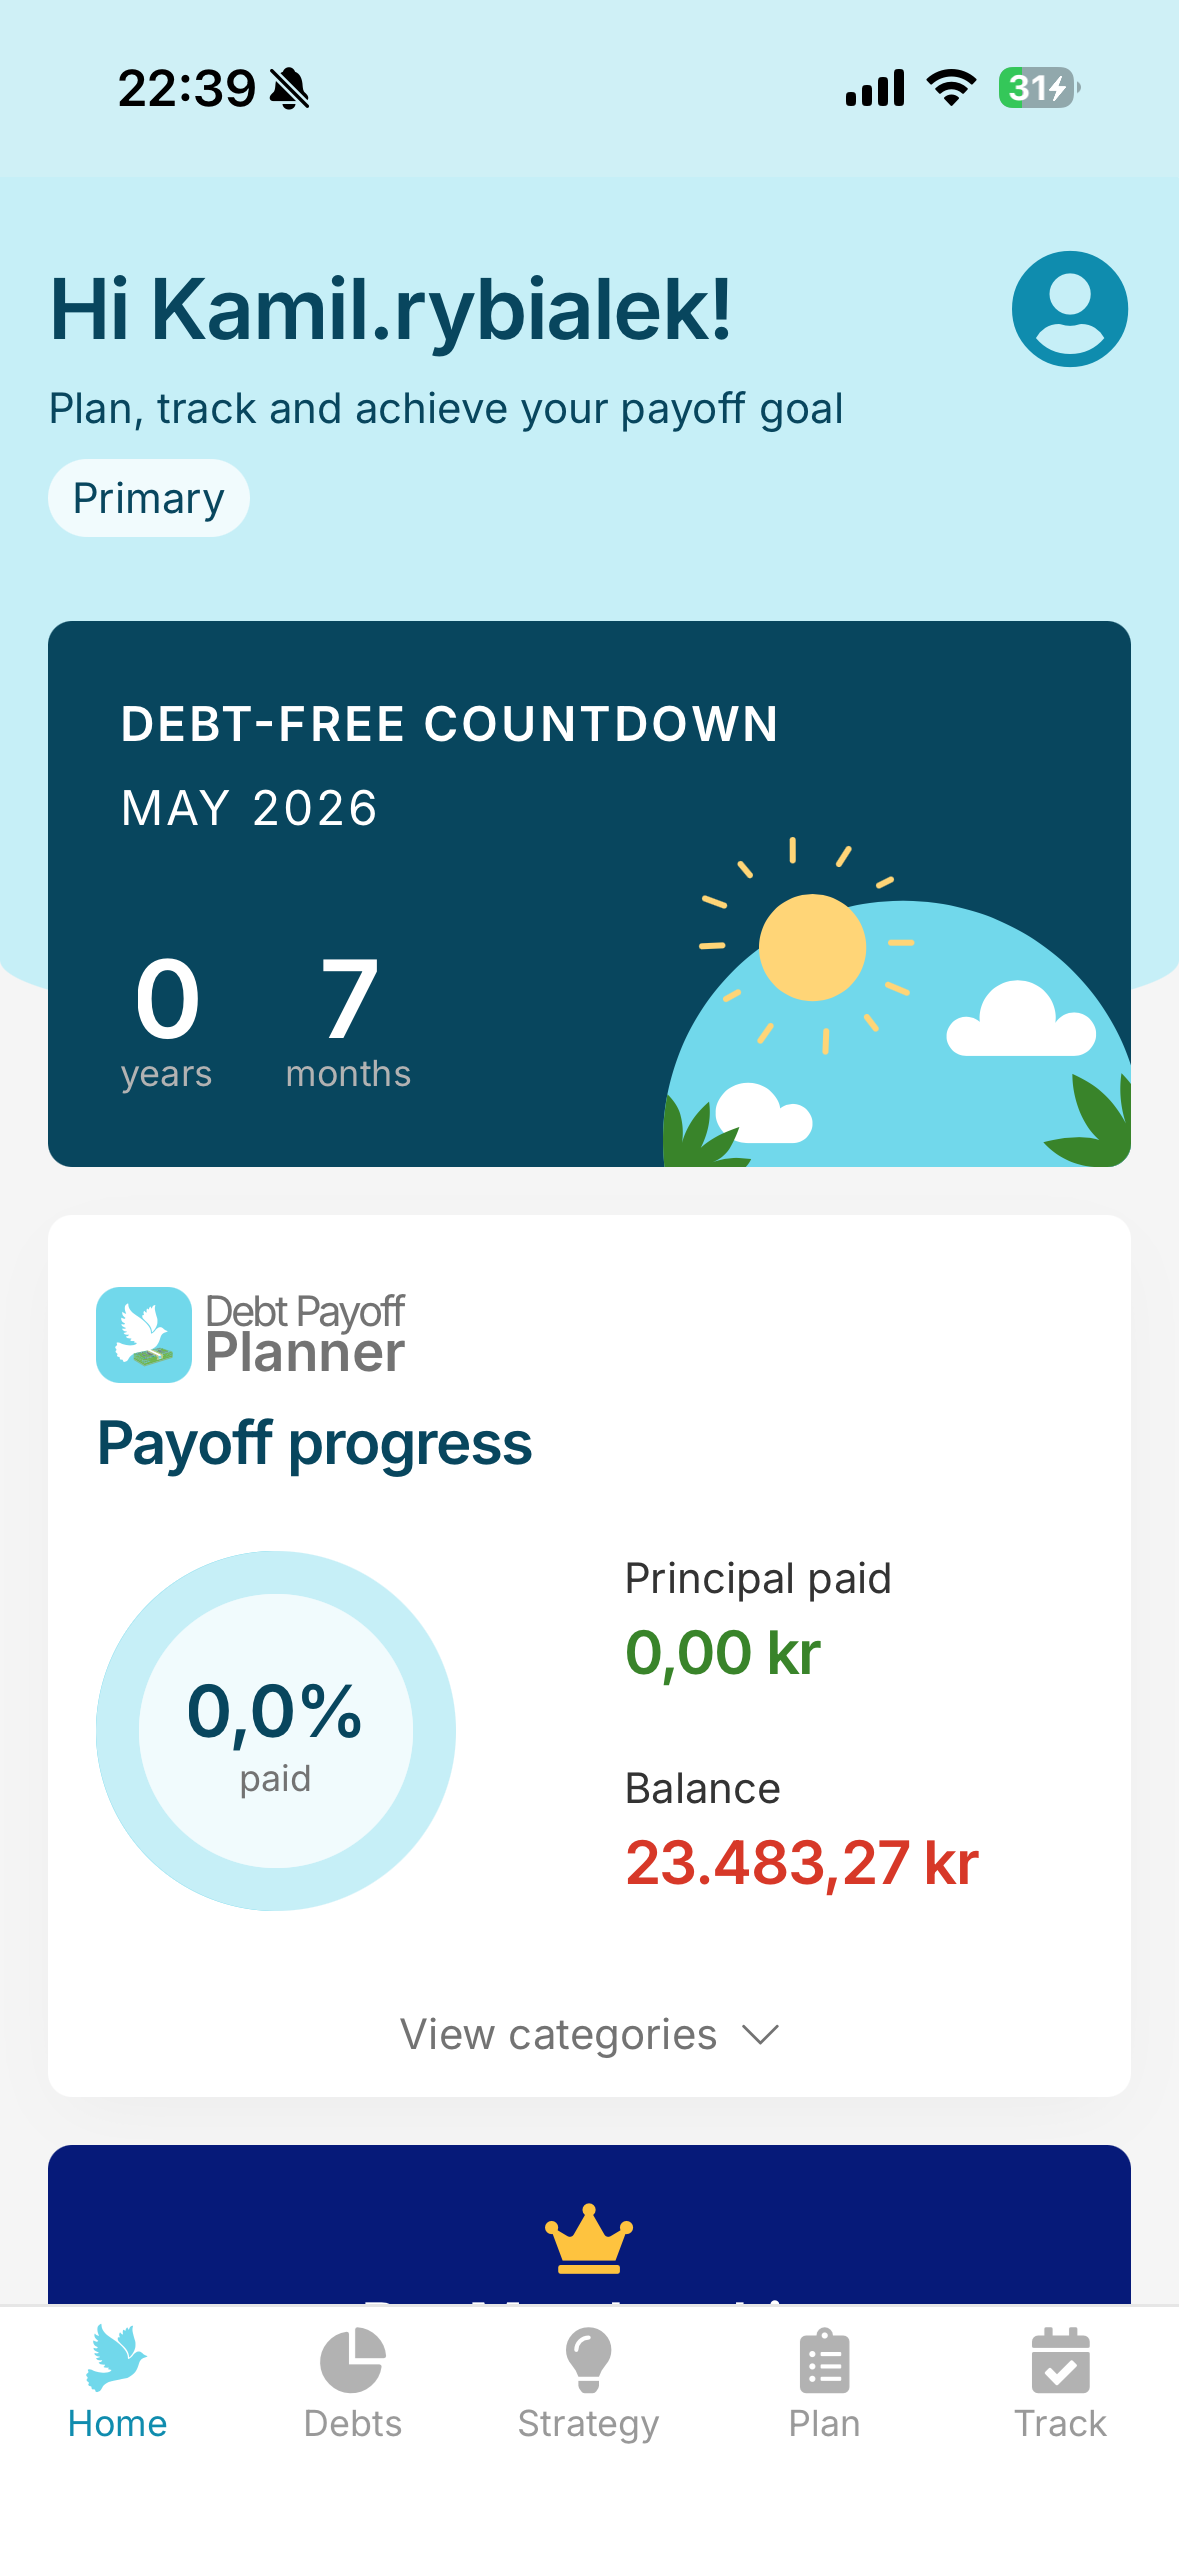 22:39
31
Hi Kamil.rybialek!
Plan, track and achieve your payoff goal
Primary
DEBT-FREE COUNTDOWN
MAY 2026
0 7
years months
Debt Payoff
Planner
Payoff progress
Principal paid
0,00 kr
0,0%
paid
Balance
23.483,27 kr
View categories
Home Debts Strategy Plan Track